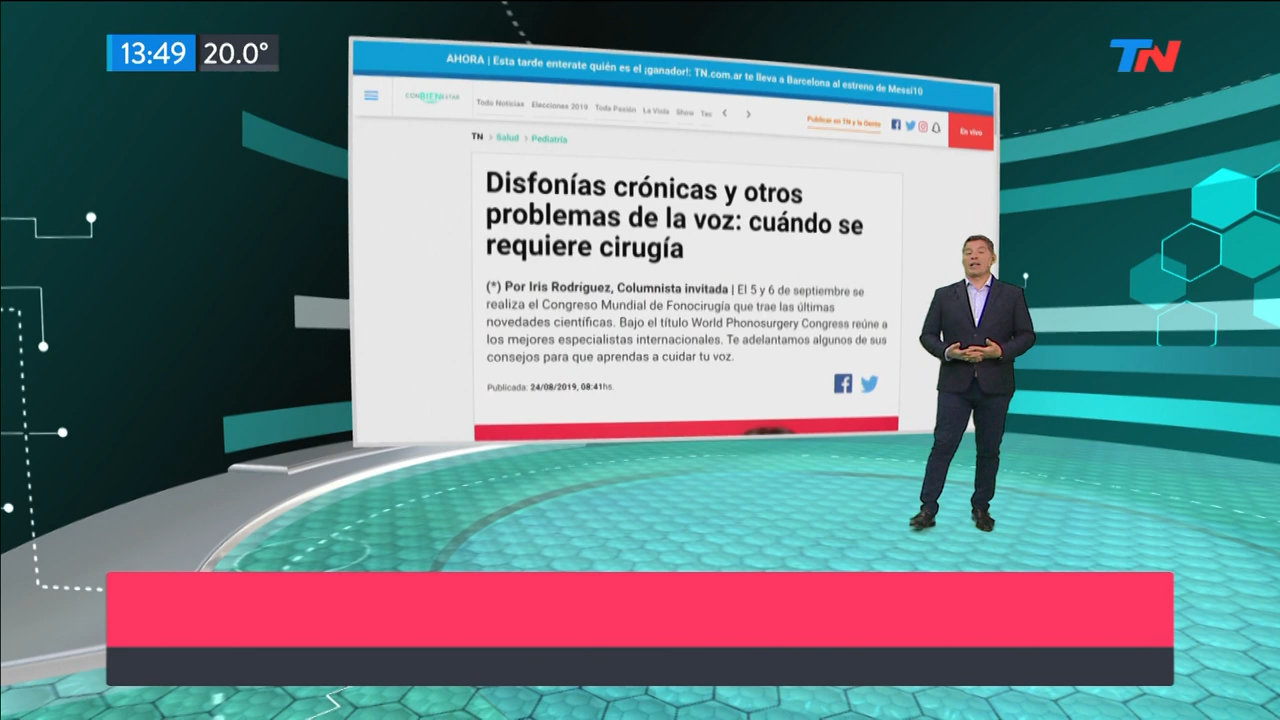 13:49 20.0°
TN
AHORA | Esta tarde enterate quién es el ¡ganador!: TN.com.ar te lleva a Barcelona al estreno de Messi10
CONBIENESTAR
Todo Noticias Elecciones 2019 Toda Pasión La Viola Show Tec
Publicar en TN y la Gente
En vivo
TN > Salud > Pediatría
Disfonías crónicas y otros
problemas de la voz: cuándo se
requiere cirugía
(*) Por Iris Rodríguez, Columnista invitada | El 5 y 6 de septiembre se
realiza el Congreso Mundial de Fonocirugía que trae las últimas
novedades científicas. Bajo el título World Phonosurgery Congress reúne a
los mejores especialistas internacionales. Te adelantamos algunos de sus
consejos para que aprendas a cuidar tu voz.
Publicada: 24/08/2019, 08:41hs.